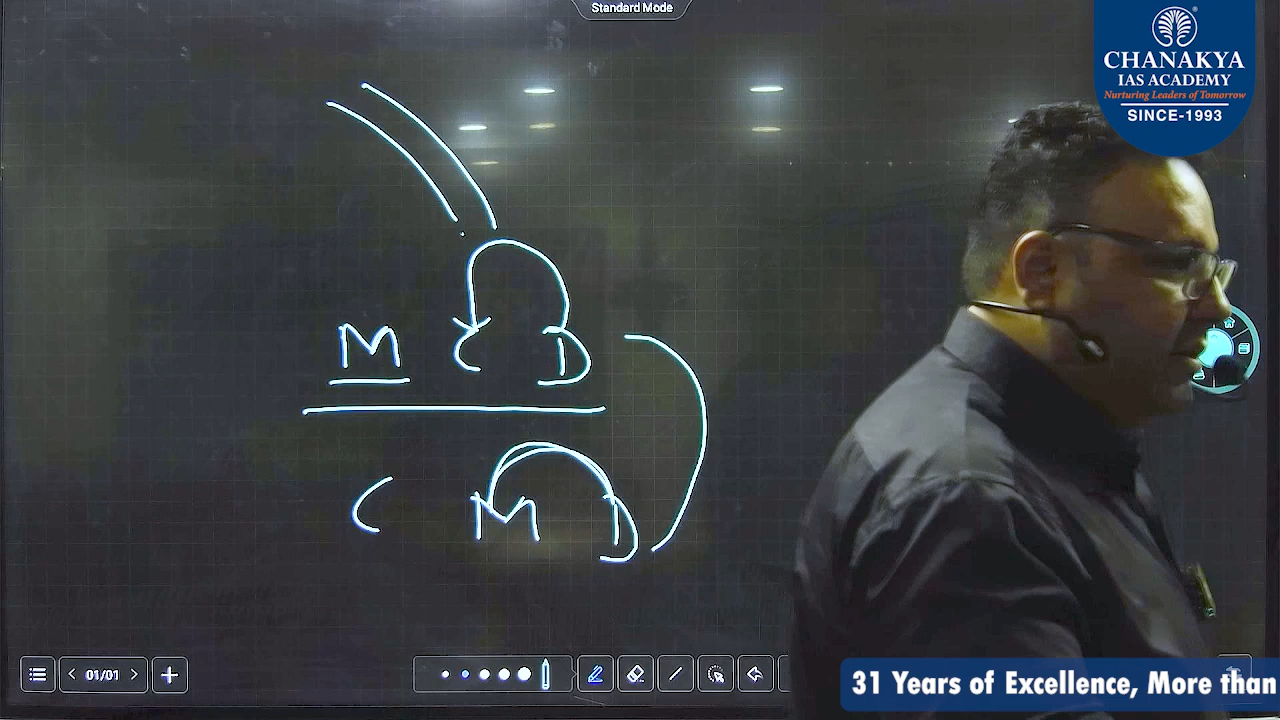 Standard Mode
CHANAKYA
IAS ACADEMY
Nurturing Leaders of Tomorrow
SINCE-1993
M C D
C M D
01/01
31 Years of Excellence, More than